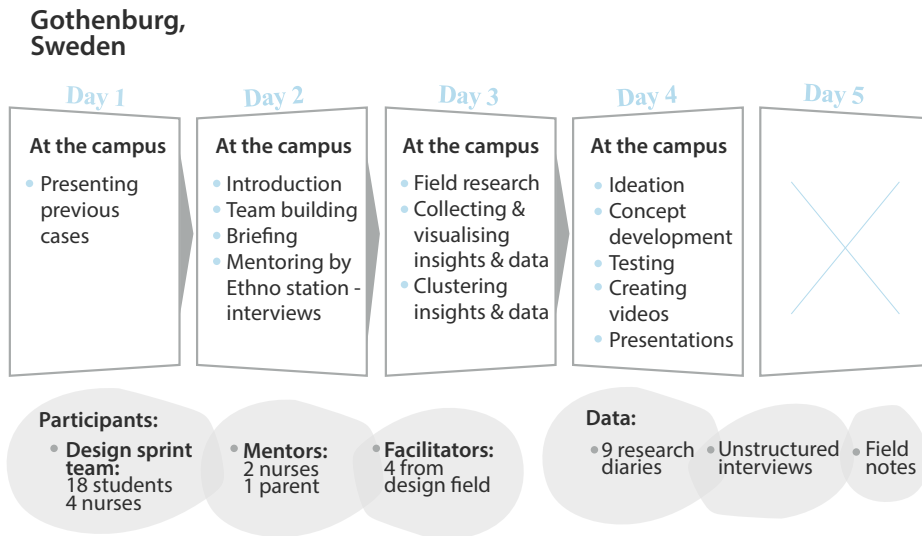 Gothenburg,
Sweden
Day 1
Day 2
Day 3
Day 4
Day 5
At the campus
• Presenting
previous
cases
At the campus
• Introduction
• Team building
• Briefing
• Mentoring by
Ethno station -
interviews
At the campus
• Field research
• Collecting &
visualising
insights & data
• Clustering
insights & data
At the campus
• Ideation
• Concept
development
• Testing
• Creating
videos
• Presentations
Participants:
• Design sprint
team:
18 students
4 nurses
• Mentors:
2 nurses
1 parent
• Facilitators:
4 from
design field
Data:
• 9 research
diaries
• Unstructured
interviews
• Field
notes